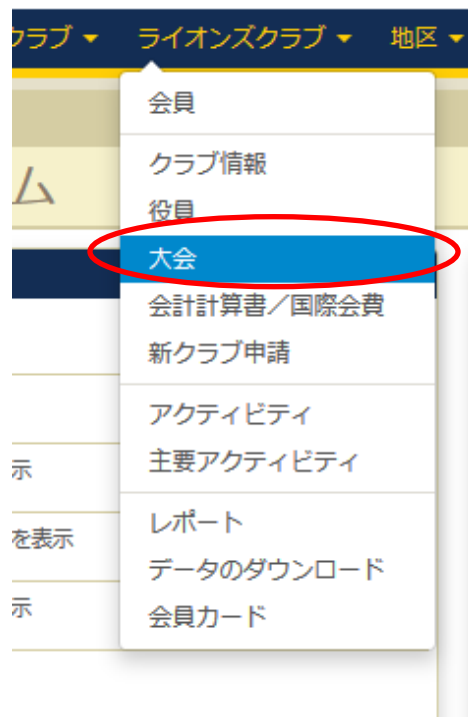 クラブ ▼ ライオンズクラブ ▼ 地区 ▼
会員
ム
クラブ情報
役員
大会
会計計算書／国際会費
新クラブ申請
アクティビティ
示
主要アクティビティ
レポート
を表示
データのダウンロード
示
会員カード